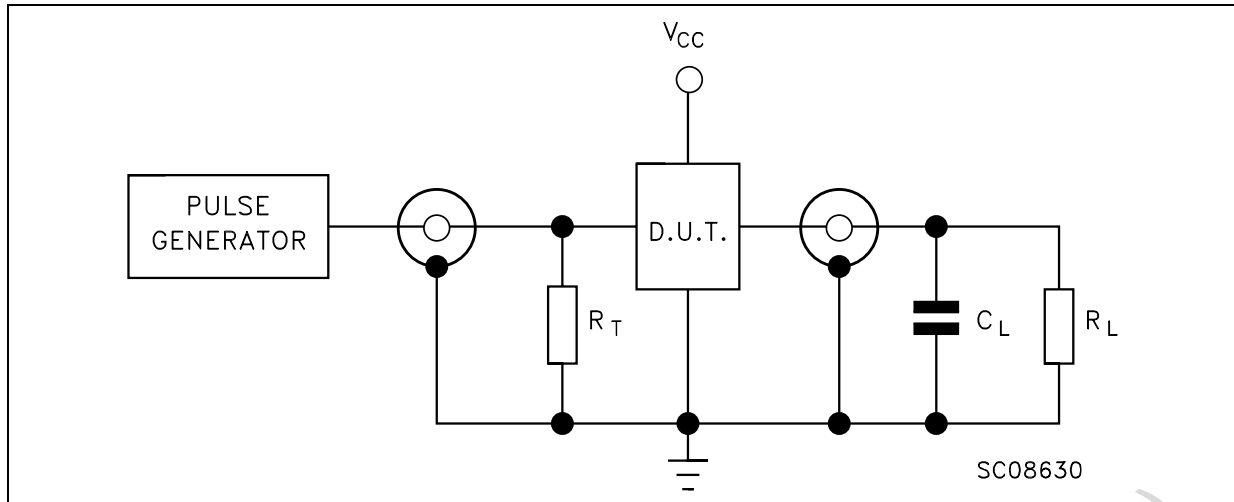 VCC
PULSE
GENERATOR
D.U.T.
RT
CL
RL
SC08630